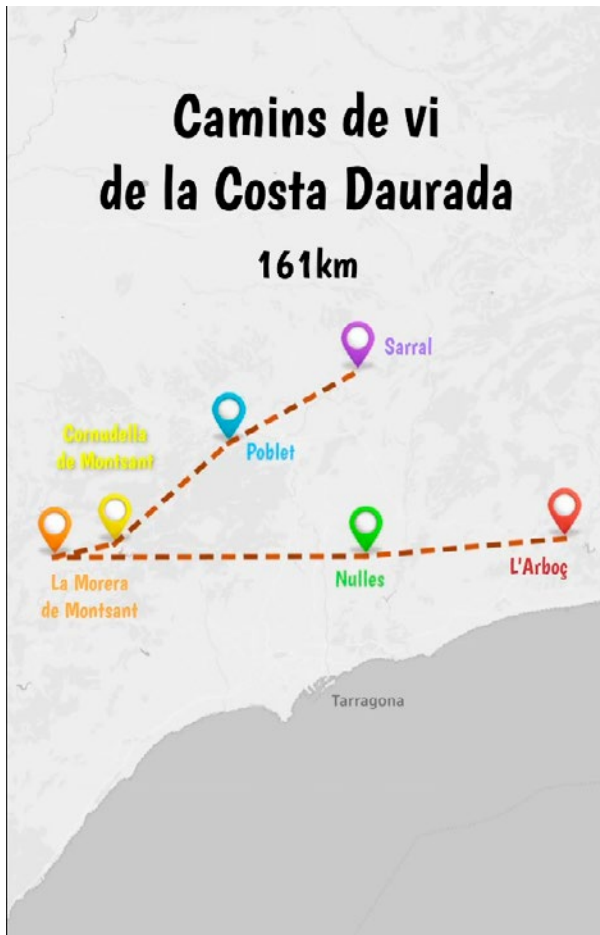 Camins de vi
de la Costa Daurada
161km
Sarral
Cornudella
de Montsant
Poblet
La Morera
de Montsant
Nulles
L'Arboç
Tarragona